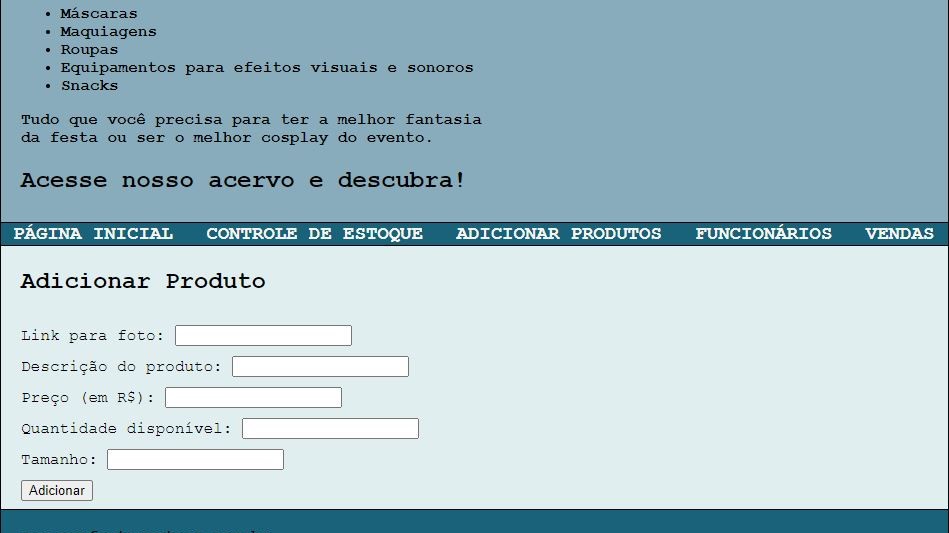 Máscaras
Maquiagens
Roupas
Equipamentos para efeitos visuais e sonoros
Snacks
Tudo que você precisa para ter a melhor fantasia
da festa ou ser o melhor cosplay do evento.
Acesse nosso acervo e descubra!
PÁGINA INICIAL CONTROLE DE ESTOQUE ADICIONAR PRODUTOS FUNCIONÁRIOS VENDAS
Adicionar Produto
Link para foto:
Descrição do produto:
Preço (em R$):
Quantidade disponível:
Tamanho:
Adicionar